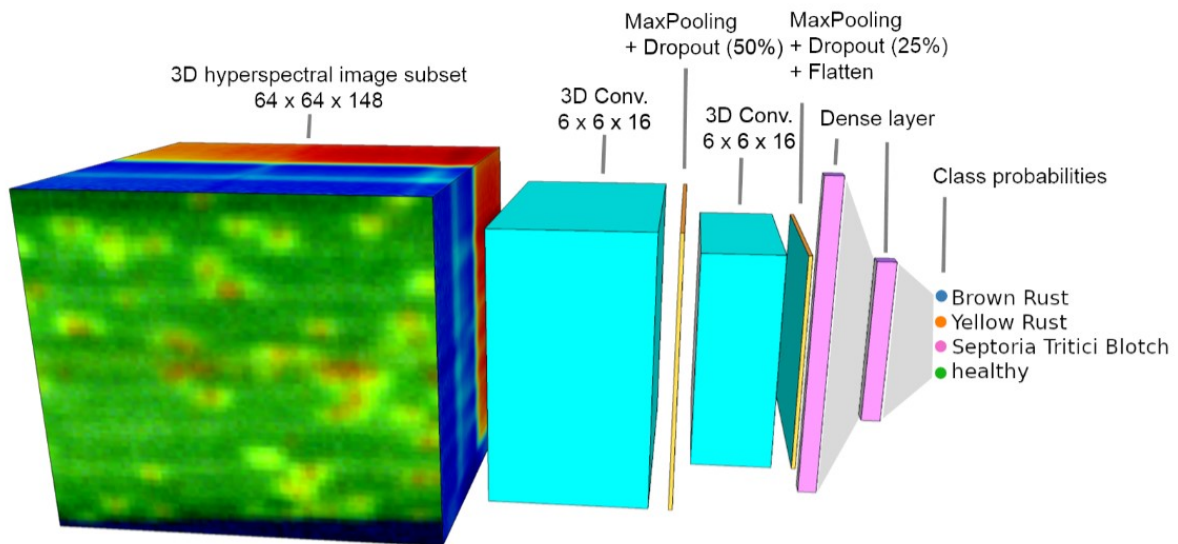 3D hyperspectral image subset
64 x 64 x 148
3D Conv.
6 x 6 x 16
MaxPooling
+ Dropout (50%)
3D Conv.
6 x 6 x 16
MaxPooling
+ Dropout (25%)
+ Flatten
Dense layer
Class probabilities
Brown Rust
Yellow Rust
Septoria Tritici Blotch
healthy